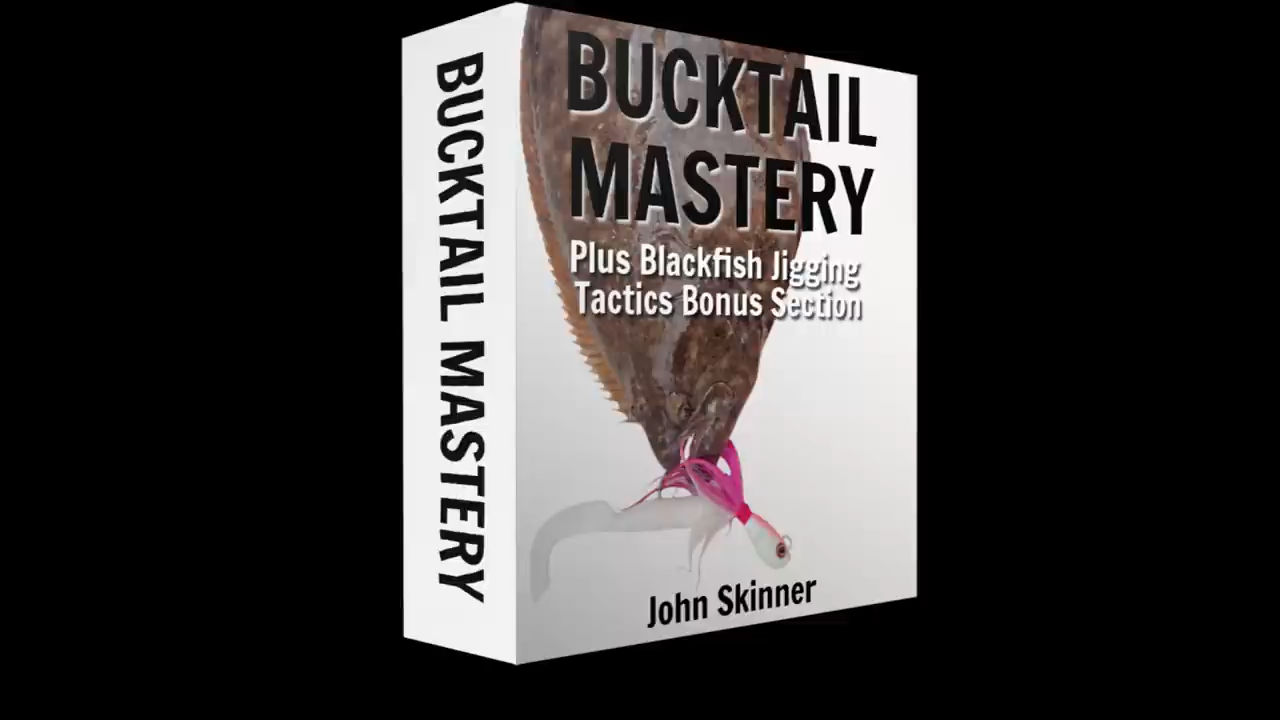 BUCKTAIL MASTERY
BUCKTAIL
MASTERY
Plus Blackfish Jigging
Tactics Bonus Section
John Skinner